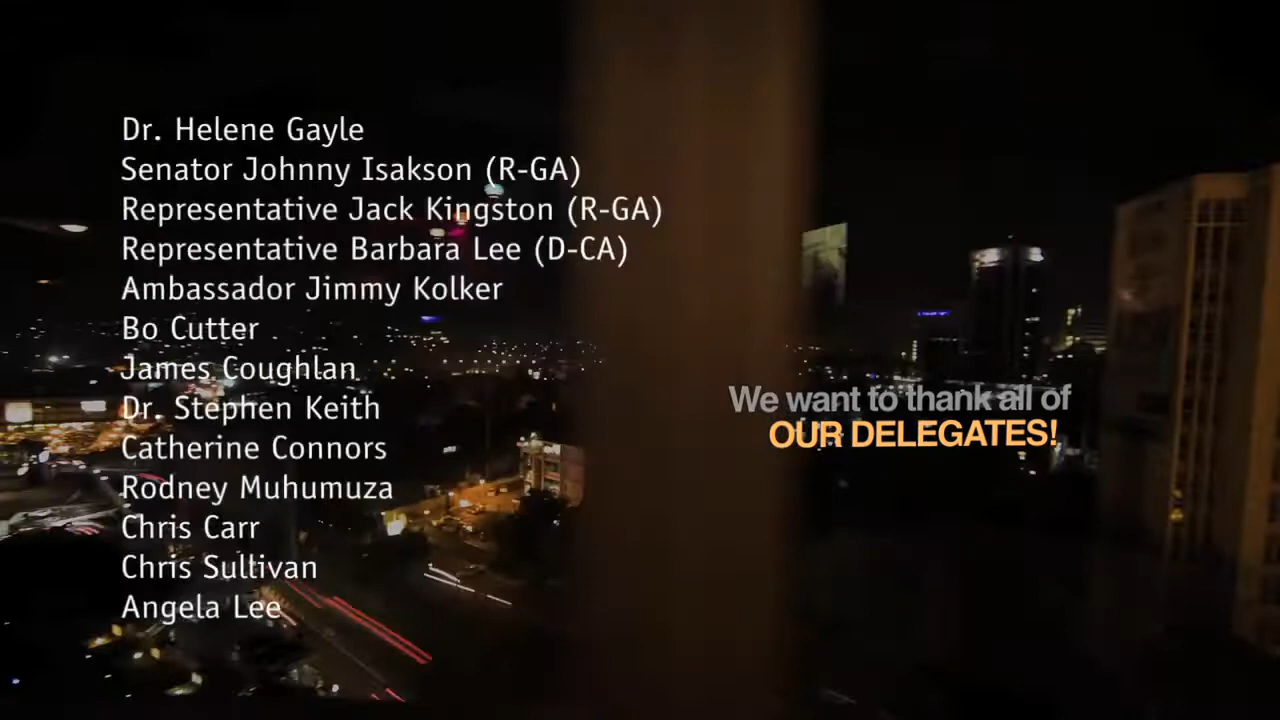 Dr. Helene Gayle
Senator Johnny Isakson (R-GA)
Representative Jack Kingston (R-GA)
Representative Barbara Lee (D-CA)
Ambassador Jimmy Kolker
Bo Cutter
James Coughlan
Dr. Stephen Keith
Catherine Connors
Rodney Muhumuza
Chris Carr
Chris Sullivan
Angela Lee
We want to thank all of
OUR DELEGATES!